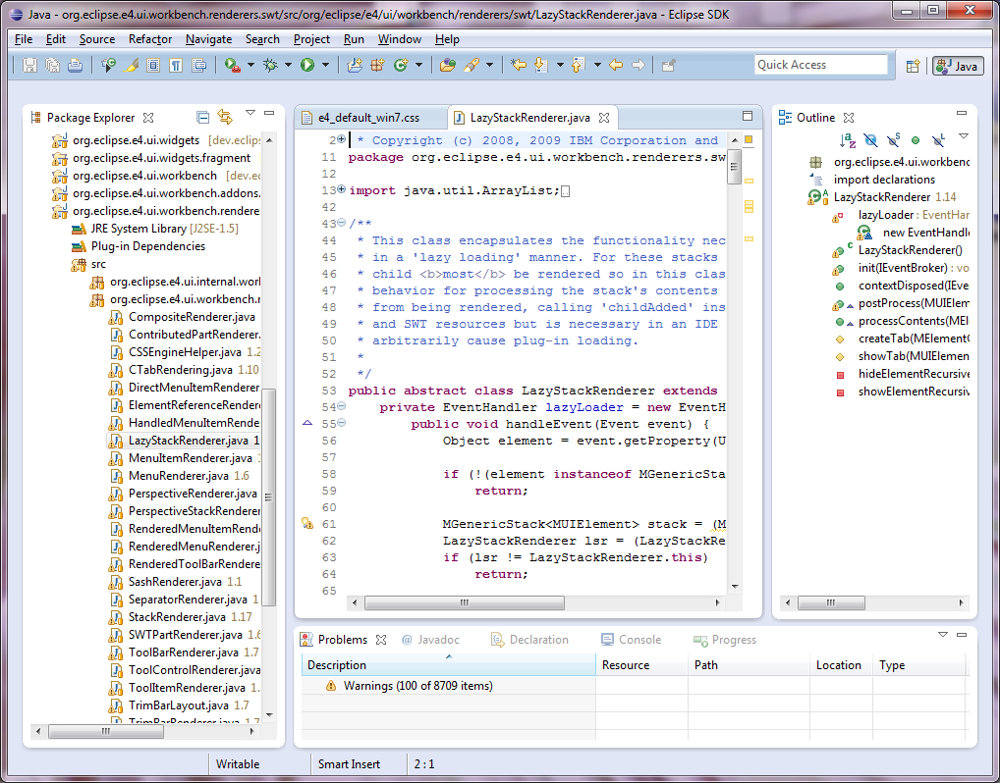 Java - org.eclipse.e4.ui.workbench.renderers.swt/src/org/eclipse/e4/ui/workbench/renderers/swt/LazyStackRenderer.java - Eclipse SDK
File Edit Source Refactor Navigate Search Project Run Window Help
Quick Access
Java
Package Explorer
org.eclipse.e4.ui.widgets [dev.eclips
org.eclipse.e4.ui.widgets.fragment
org.eclipse.e4.ui.workbench [dev.ec
org.eclipse.e4.ui.workbench.addons.
org.eclipse.e4.ui.workbench.rendere
JRE System Library [J2SE-1.5]
Plug-in Dependencies
src
org.eclipse.e4.ui.internal.worl
org.eclipse.e4.ui.workbench.r
CompositeRenderer.java
ContributedPartRenderer.
CSSEngineHelper.java 1.2
CTabRendering.java 1.10
DirectMenuItemRenderer
ElementReferenceRendere
HandledMenuItemRende
LazyStackRenderer.java 1
MenuItemRenderer.java 1
MenuRenderer.java 1.6
PerspectiveRenderer.java
PerspectiveStackRenderer
RenderedMenuItemRende
RenderedMenuRenderer.j
RenderedToolBarRendere
SashRenderer.java 1.1
SeparatorRenderer.java 1
StackRenderer.java 1.17
SWTPartRenderer.java 1.6
ToolBarRenderer.java 1.7
ToolControlRenderer.java
ToolItemRenderer.java 1.
TrimBarLayout.java 1.7
TrimBarRenderer.java 1.7
e4_default_win7.css
LazyStackRenderer.java
2 * Copyright (c) 2008, 2009 IBM Corporation and
11 package org.eclipse.e4.ui.workbench.renderers.sw
12
13 import java.util.ArrayList;
42
43 /**
44 * This class encapsulates the functionality nec
45 * in a 'lazy loading' manner. For these stacks
46 * child <b>most</b> be rendered so in this clas
47 * behavior for processing the stack's contents
48 * from being rendered, calling 'childAdded' ins
49 * and SWT resources but is necessary in an IDE
50 * arbitrarily cause plug-in loading.
51 *
52 */
53 public abstract class LazyStackRenderer extends
54 private EventHandler lazyLoader = new EventH
55 public void handleEvent(Event event) {
56 Object element = event.getProperty(U
57
58 if (!(element instanceof MGenericSta
59 return;
60
61 MGenericStack<MUIElement> stack = (M
62 LazyStackRenderer lsr = (LazyStackRe
63 if (lsr != LazyStackRenderer.this)
64 return;
65
Outline
org.eclipse.e4.ui.workbenc
import declarations
LazyStackRenderer 1.14
lazyLoader : EventHan
new EventHandle
LazyStackRenderer()
init(IEventBroker) : vo
contextDisposed(IEve
postProcess(MUIElem
processContents(MEl
createTab(MElementC
showTab(MUIElemen
hideElementRecursive
showElementRecursiv
Problems
@ Javadoc
Declaration
Console
Progress
Description Resource Path Location Type
Warnings (100 of 8709 items)
Writable Smart Insert 2 : 1